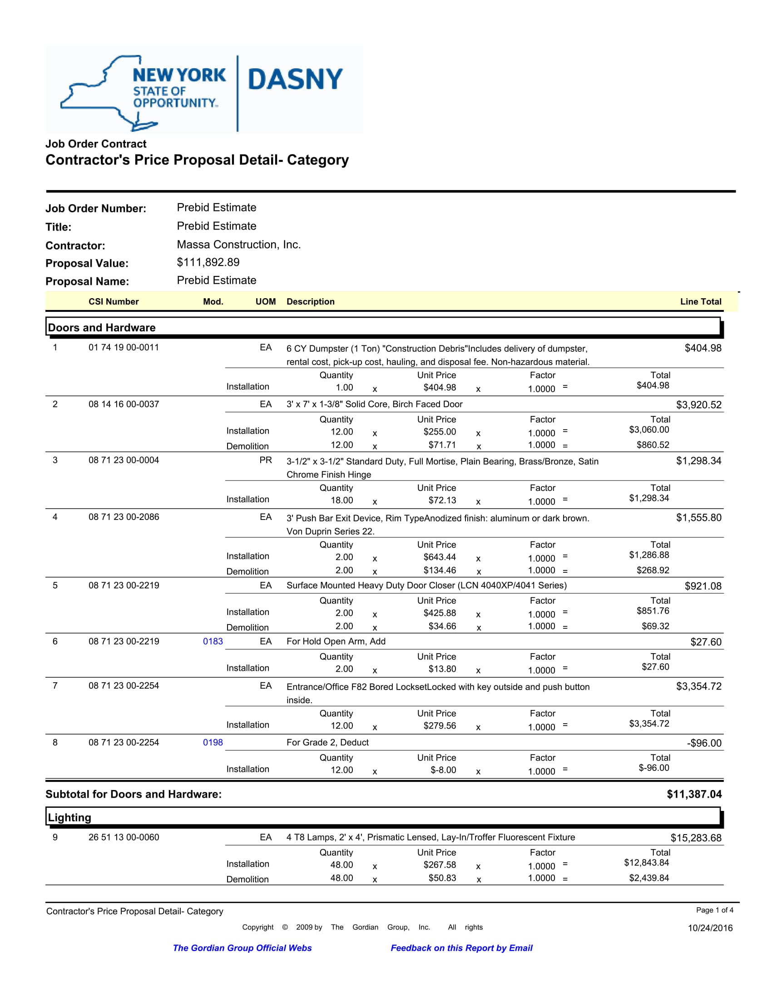 NEW YORK
STATE OF
OPPORTUNITY™
DASNY
Job Order Contract
Contractor's Price Proposal Detail- Category
Job Order Number: Prebid Estimate
Title: Prebid Estimate
Contractor: Massa Construction, Inc.
Proposal Value: $111,892.89
Proposal Name: Prebid Estimate
CSI Number Mod. UOM Description Line Total
Doors and Hardware
1 01 74 19 00-0011 EA 6 CY Dumpster (1 Ton) "Construction Debris"Includes delivery of dumpster, $404.98
rental cost, pick-up cost, hauling, and disposal fee. Non-hazardous material.
Quantity Unit Price Factor Total
Installation 1.00 x $404.98 x 1.0000 = $404.98
2 08 14 16 00-0037 EA 3' x 7' x 1-3/8" Solid Core, Birch Faced Door $3,920.52
Quantity Unit Price Factor Total
Installation 12.00 x $255.00 x 1.0000 = $3,060.00
Demolition 12.00 x $71.71 x 1.0000 = $860.52
3 08 71 23 00-0004 PR 3-1/2" x 3-1/2" Standard Duty, Full Mortise, Plain Bearing, Brass/Bronze, Satin $1,298.34
Chrome Finish Hinge
Quantity Unit Price Factor Total
Installation 18.00 x $72.13 x 1.0000 = $1,298.34
4 08 71 23 00-2086 EA 3' Push Bar Exit Device, Rim TypeAnodized finish: aluminum or dark brown. $1,555.80
Von Duprin Series 22.
Quantity Unit Price Factor Total
Installation 2.00 x $643.44 x 1.0000 = $1,286.88
Demolition 2.00 x $134.46 x 1.0000 = $268.92
5 08 71 23 00-2219 EA Surface Mounted Heavy Duty Door Closer (LCN 4040XP/4041 Series) $921.08
Quantity Unit Price Factor Total
Installation 2.00 x $425.88 x 1.0000 = $851.76
Demolition 2.00 x $34.66 x 1.0000 = $69.32
6 08 71 23 00-2219 0183 EA For Hold Open Arm, Add $27.60
Quantity Unit Price Factor Total
Installation 2.00 x $13.80 x 1.0000 = $27.60
7 08 71 23 00-2254 EA Entrance/Office F82 Bored LocksetLocked with key outside and push button $3,354.72
inside.
Quantity Unit Price Factor Total
Installation 12.00 x $279.56 x 1.0000 = $3,354.72
8 08 71 23 00-2254 0198 For Grade 2, Deduct -$96.00
Quantity Unit Price Factor Total
Installation 12.00 x $-8.00 x 1.0000 = $-96.00
Subtotal for Doors and Hardware: $11,387.04
Lighting
9 26 51 13 00-0060 EA 4 T8 Lamps, 2' x 4', Prismatic Lensed, Lay-In/Troffer Fluorescent Fixture $15,283.68
Quantity Unit Price Factor Total
Installation 48.00 x $267.58 x 1.0000 = $12,843.84
Demolition 48.00 x $50.83 x 1.0000 = $2,439.84
Contractor's Price Proposal Detail- Category Page 1 of 4
Copyright © 2009 by The Gordian Group, Inc. All rights 10/24/2016
The Gordian Group Official Webs Feedback on this Report by Email